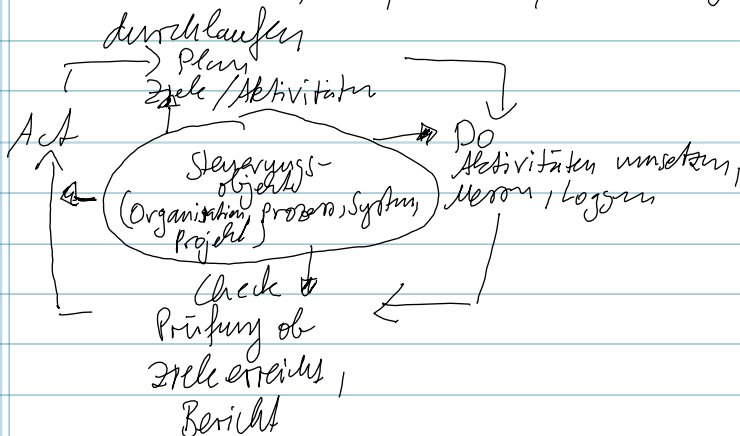 durchlaufen
Plan
Ziele / Aktivitäten
Act
Do
Aktivitäten umsetzen,
Messen, Loggen
Steuerungs-
objekt
(Organisation, Prozess, System,
Projekt)
Check
Prüfung ob
Ziele erreicht,
Bericht